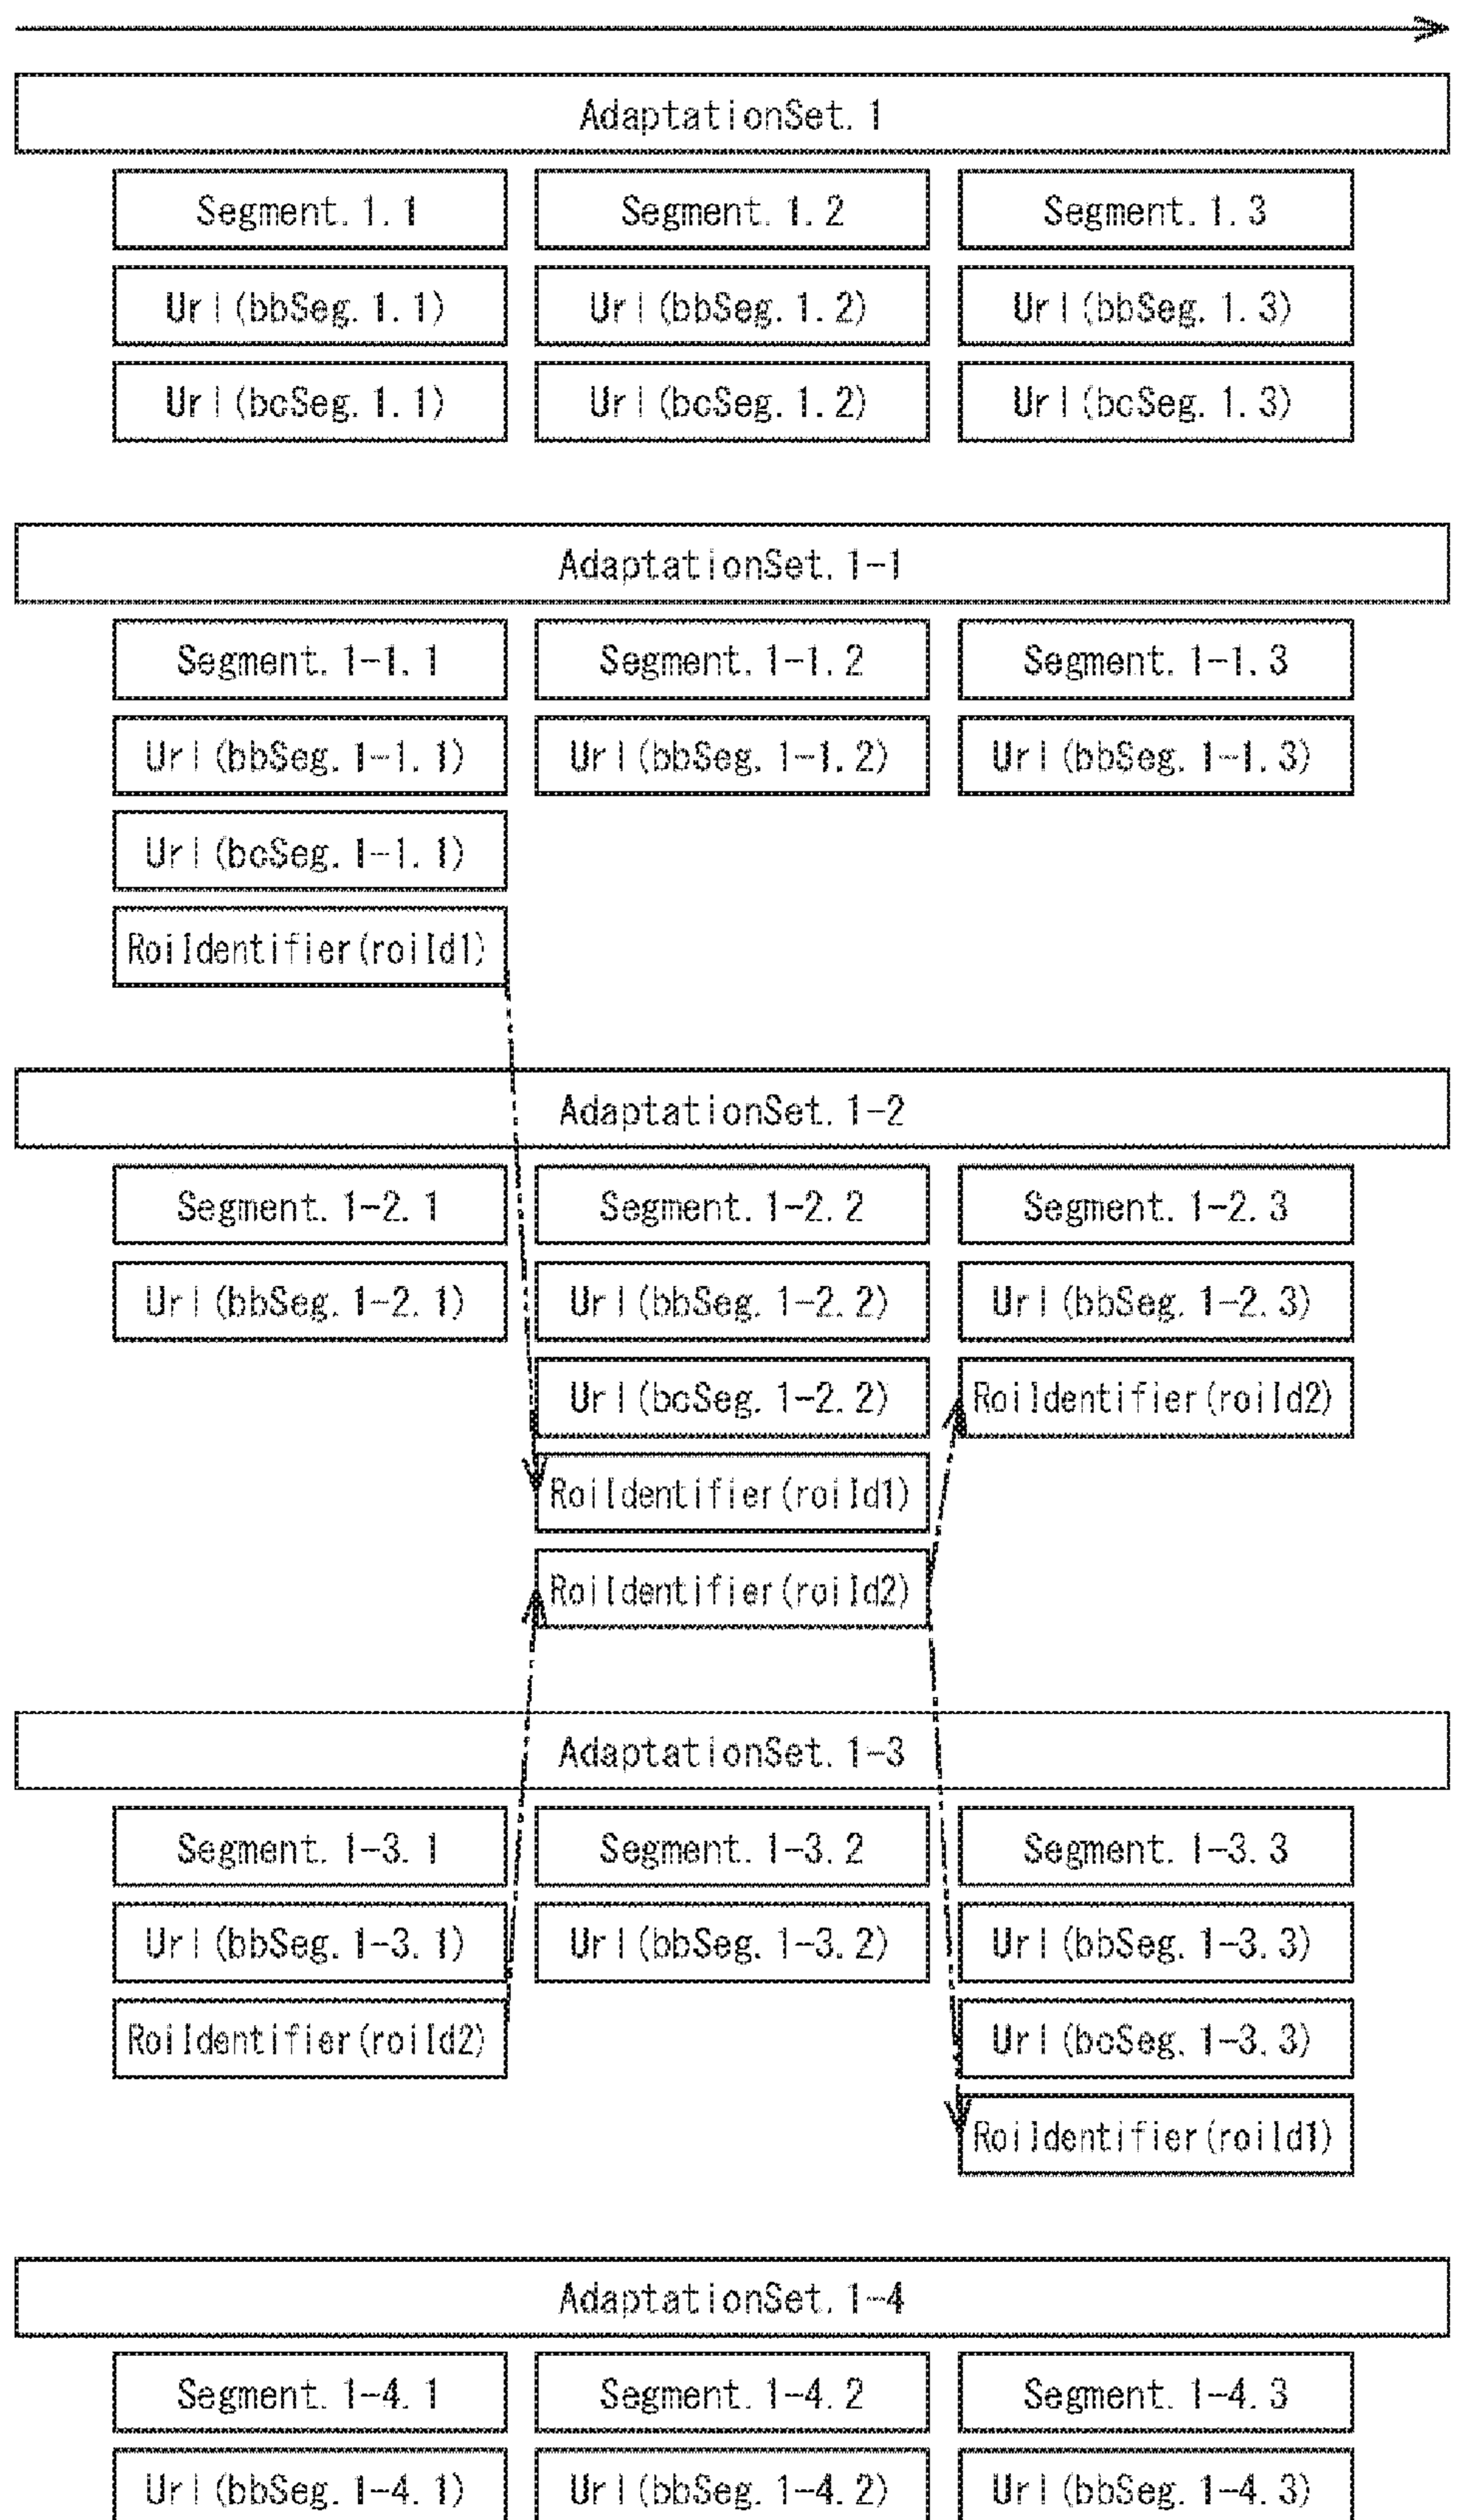 AdaptationSet.1
Segment.1.1 Segment.1.2 Segment.1.3
Url(bbSeg.1.1) Url(bbSeg.1.2) Url(bbSeg.1.3)
Url(bcSeg.1.1) Url(bcSeg.1.2) Url(bcSeg.1.3)
AdaptationSet.1-1
Segment.1-1.1 Segment.1-1.2 Segment.1-1.3
Url(bbSeg.1-1.1) Url(bbSeg.1-1.2) Url(bbSeg.1-1.3)
Url(bcSeg.1-1.1)
RoiIdentifier(roiId1)
AdaptationSet.1-2
Segment.1-2.1 Segment.1-2.2 Segment.1-2.3
Url(bbSeg.1-2.1) Url(bbSeg.1-2.2) Url(bbSeg.1-2.3)
Url(bcSeg.1-2.2) RoiIdentifier(roiId2)
RoiIdentifier(roiId1)
RoiIdentifier(roiId2)
AdaptationSet.1-3
Segment.1-3.1 Segment.1-3.2 Segment.1-3.3
Url(bbSeg.1-3.1) Url(bbSeg.1-3.2) Url(bbSeg.1-3.3)
RoiIdentifier(roiId2) Url(bcSeg.1-3.3)
RoiIdentifier(roiId1)
AdaptationSet.1-4
Segment.1-4.1 Segment.1-4.2 Segment.1-4.3
Url(bbSeg.1-4.1) Url(bbSeg.1-4.2) Url(bbSeg.1-4.3)